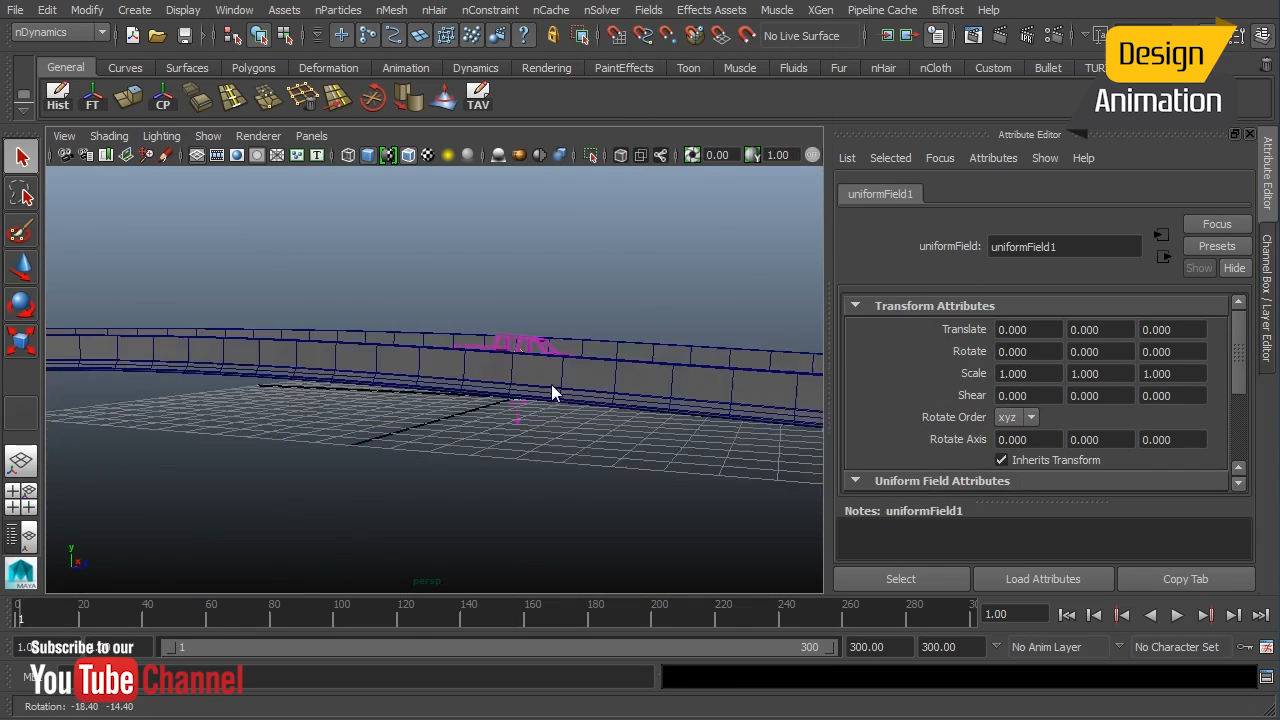 File Edit Modify Create Display Window Assets nParticles nMesh nHair nConstraint nCache nSolver Fields Effects Assets Muscle XGen Pipeline Cache Bifrost Help
nDynamics
No Live Surface
Design
Animation
General Curves Surfaces Polygons Deformation Animation Dynamics Rendering PaintEffects Toon Muscle Fluids Fur nHair nCloth Custom Bullet TUR
Hist FT CP TAV
View Shading Lighting Show Renderer Panels
0.00 1.00
Attribute Editor
List Selected Focus Attributes Show Help
uniformField1
Focus
uniformField: uniformField1
Presets
Show Hide
Transform Attributes
Translate 0.000 0.000 0.000
Rotate 0.000 0.000 0.000
Scale 1.000 1.000 1.000
Shear 0.000 0.000 0.000
Rotate Order xyz
Rotate Axis 0.000 0.000 0.000
Inherits Transform
Uniform Field Attributes
Notes: uniformField1
Select Load Attributes Copy Tab
Attribute Editor
Channel Box / Layer Editor
y
x
persp
MAYA
0 20 40 60 80 100 120 140 160 180 200 220 240 260 280 30
1
1.00
1 300
300.00 300.00 No Anim Layer No Character Set
Subscribe to our
YouTube Channel
Rotation: -18.40 -14.40